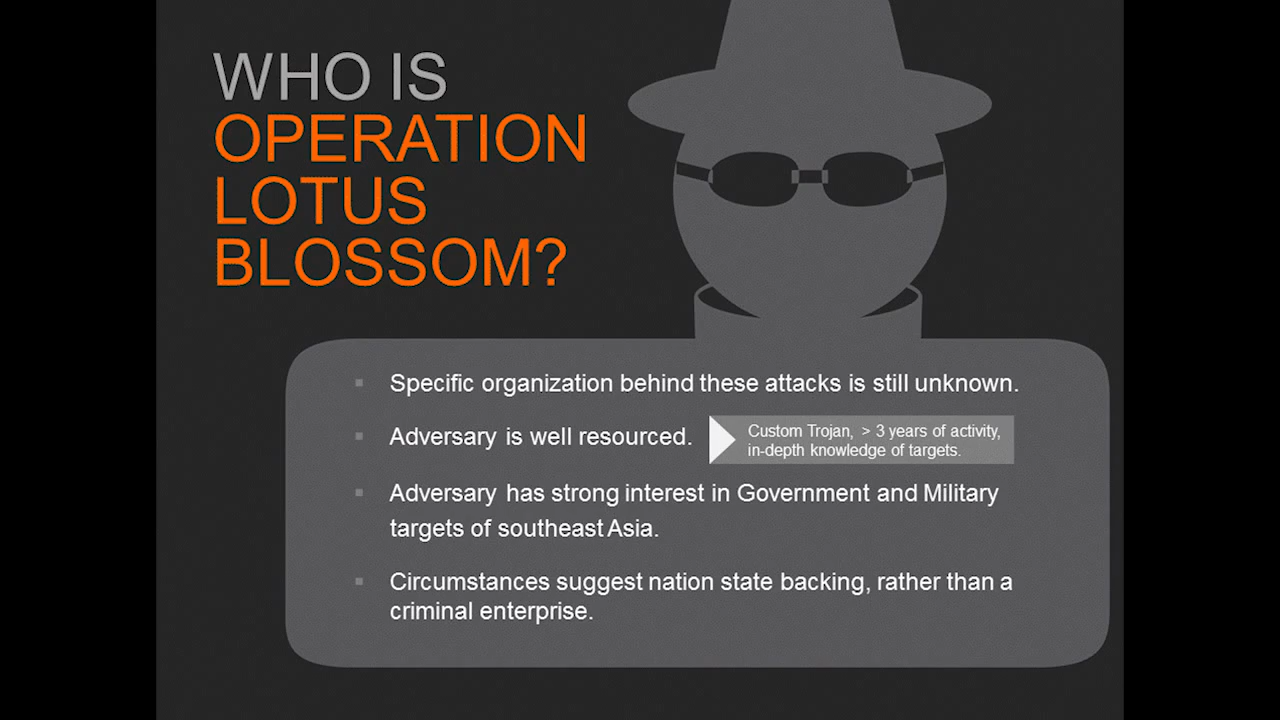 WHO IS
OPERATION
LOTUS
BLOSSOM?
Specific organization behind these attacks is still unknown.
Adversary is well resourced.
Custom Trojan, > 3 years of activity,
in-depth knowledge of targets.
Adversary has strong interest in Government and Military
targets of southeast Asia.
Circumstances suggest nation state backing, rather than a
criminal enterprise.